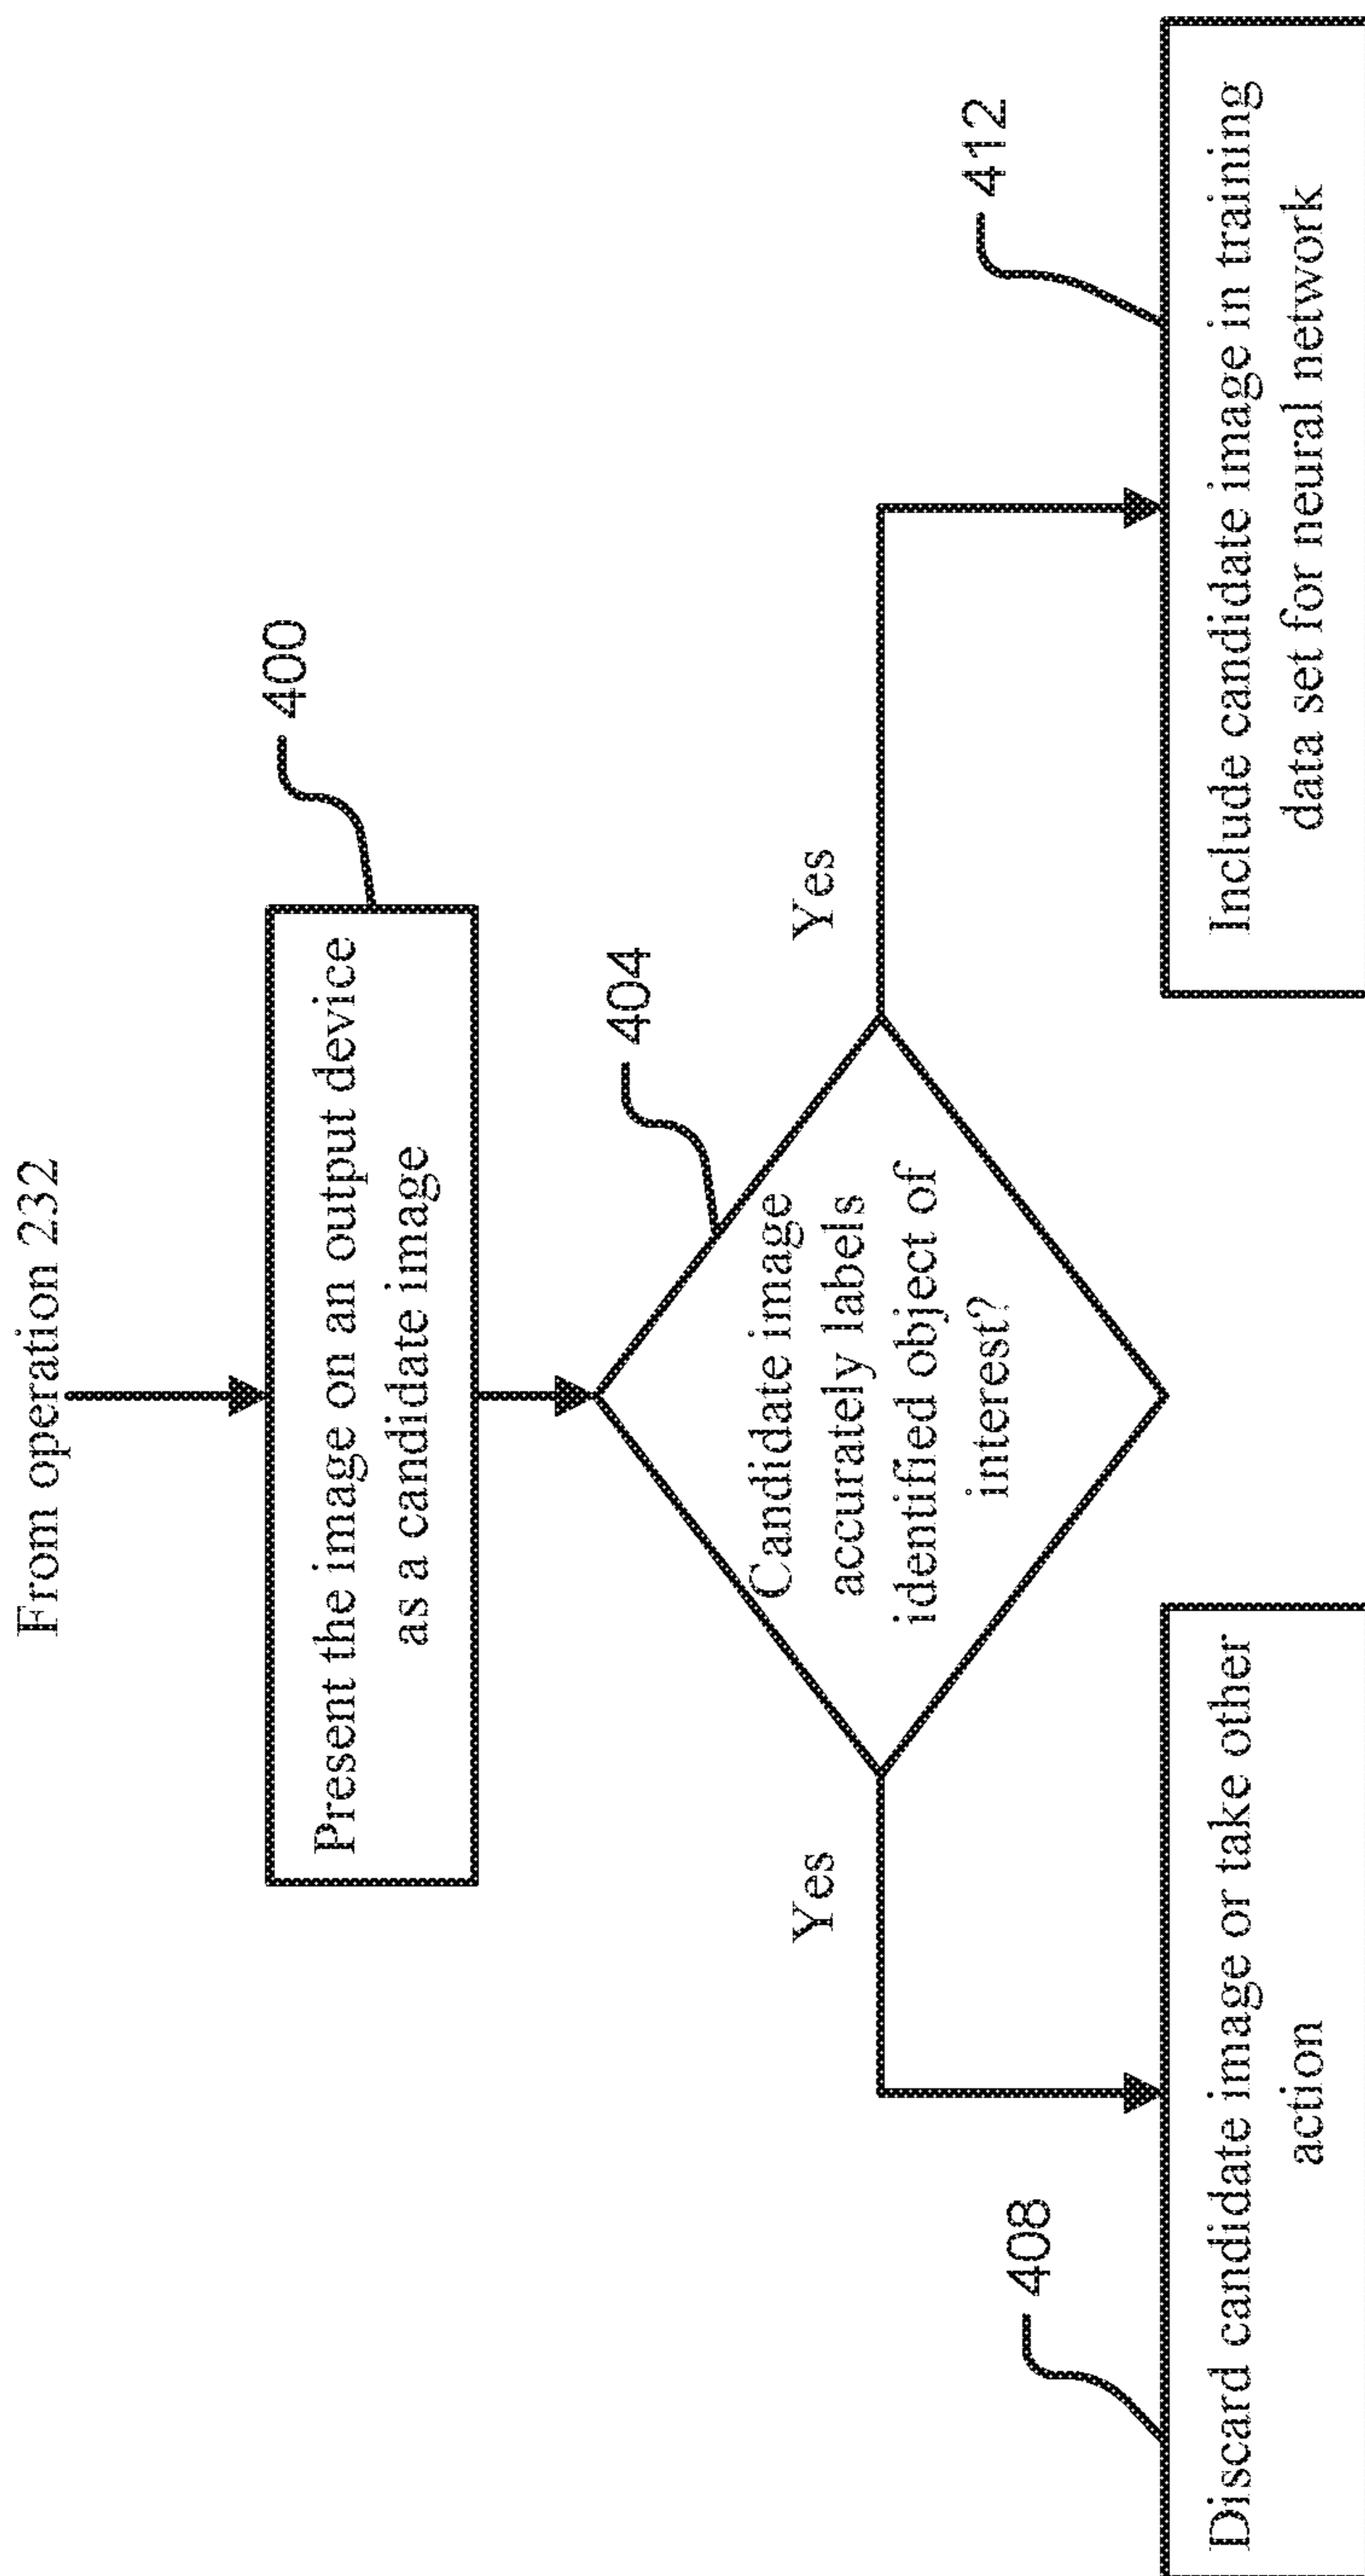 From operation 232
Present the image on an output device
as a candidate image
400
Candidate image
accurately labels
identified object of
interest?
404
Yes
Yes
408
Discard candidate image or take other
action
412
Include candidate image in training
data set for neural network